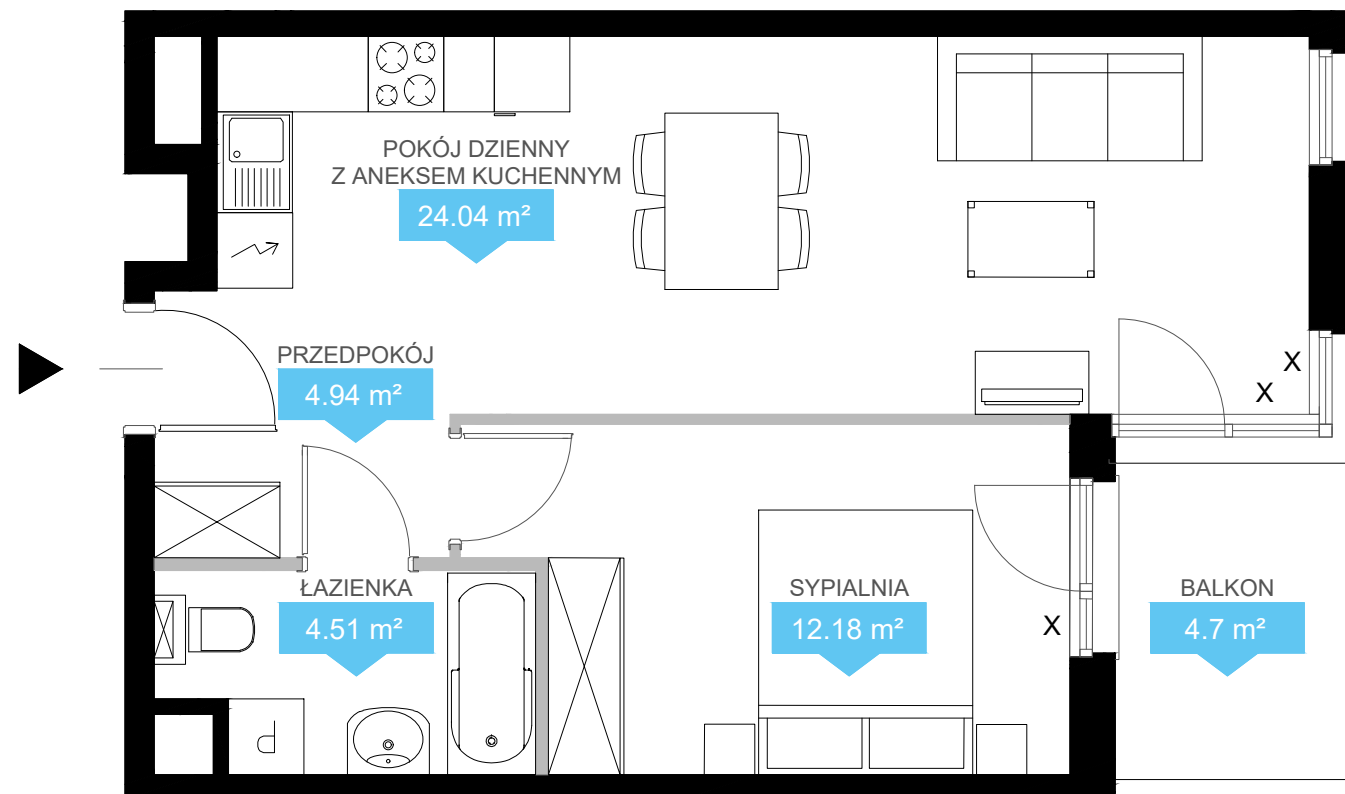 POKÓJ DZIENNY
Z ANEKSEM KUCHENNYM
24.04 m²
PRZEDPOKÓJ
4.94 m²
X
X
ŁAZIENKA
4.51 m²
SYPIALNIA
12.18 m²
X
BALKON
4.7 m²